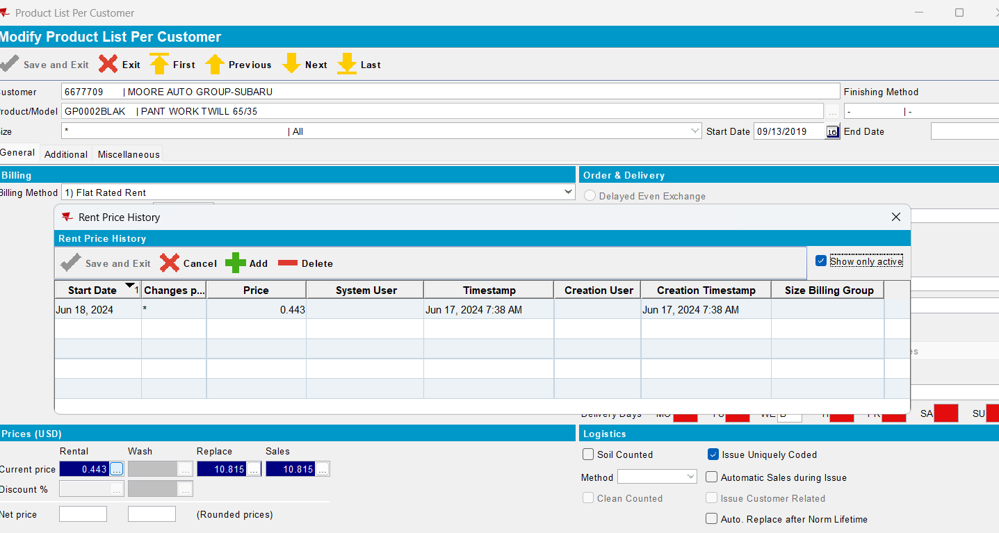 Product List Per Customer
Modify Product List Per Customer
Save and Exit Exit First Previous Next Last
ustomer 6677709 | MOORE AUTO GROUP-SUBARU Finishing Method
roduct/Model GP0002BLAK | PANT WORK TWILL 65/35 ... - | -
ize * | All Start Date 09/13/2019 16 End Date
General Additional Miscellaneous
Billing Order & Delivery
Billing Method 1) Flat Rated Rent Delayed Even Exchange
Rent Price History
Rent Price History
Save and Exit Cancel Add Delete Show only active
Start Date 1 Changes p... Price System User Timestamp Creation User Creation Timestamp Size Billing Group
Jun 18, 2024 * 0.443 Jun 17, 2024 7:38 AM Jun 17, 2024 7:38 AM
es
Delivery Days MO TU WE D FR SA SU
Prices (USD) Logistics
Rental Wash Replace Sales Soil Counted Issue Uniquely Coded
Current price 0.443 ... ... 10.815 ... 10.815 ...
Method Automatic Sales during Issue
Discount % ... ...
Clean Counted Issue Customer Related
Net price (Rounded prices) Auto. Replace after Norm Lifetime